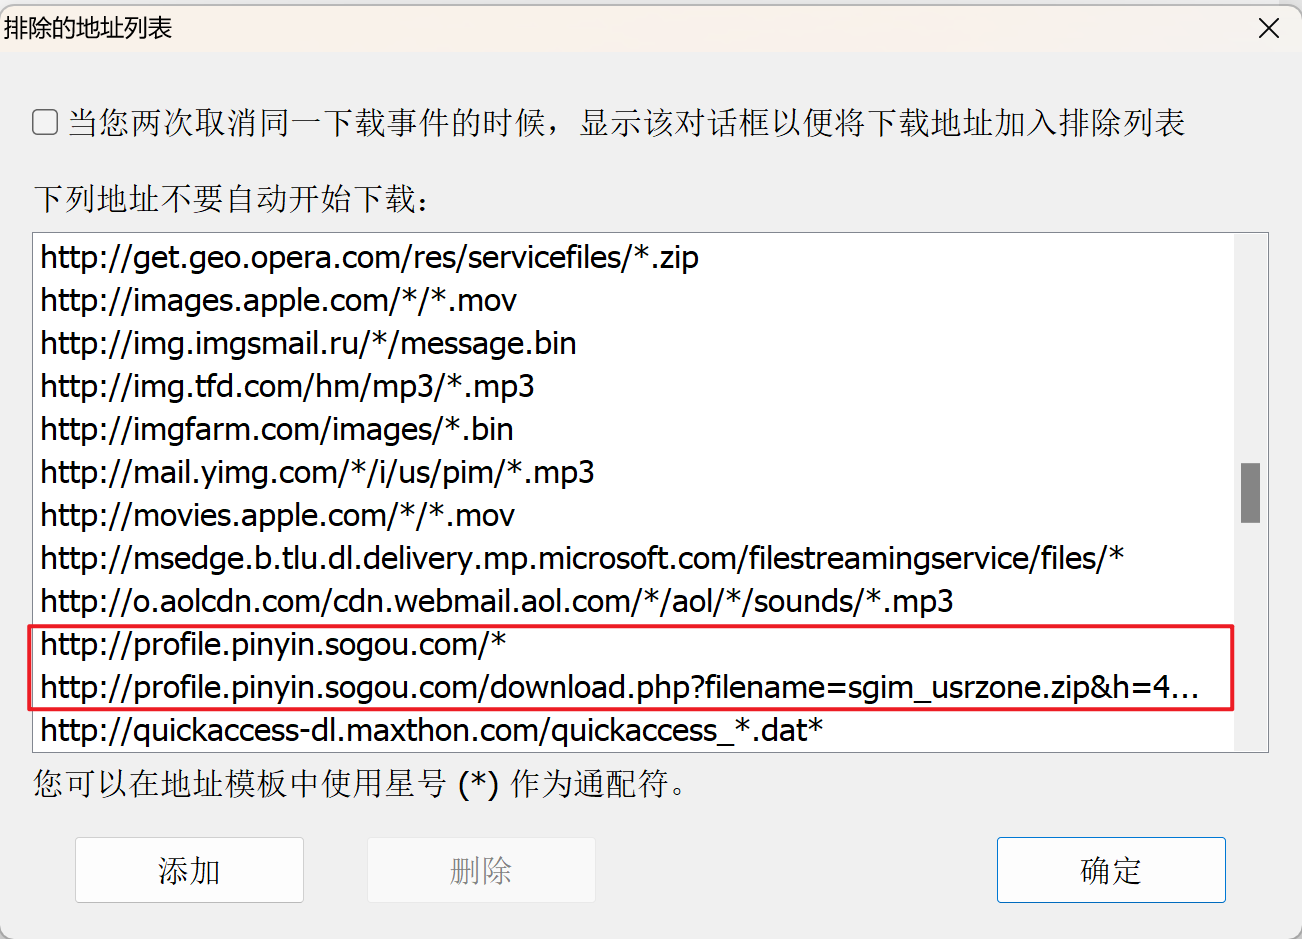 排除的地址列表
当您两次取消同一下载事件的时候，显示该对话框以便将下载地址加入排除列表
下列地址不要自动开始下载：
http://get.geo.opera.com/res/servicefiles/*.zip
http://images.apple.com/*/*.mov
http://img.imgsmail.ru/*/message.bin
http://img.tfd.com/hm/mp3/*.mp3
http://imgfarm.com/images/*.bin
http://mail.yimg.com/*/i/us/pim/*.mp3
http://movies.apple.com/*/*.mov
http://msedge.b.tlu.dl.delivery.mp.microsoft.com/filestreamingservice/files/*
http://o.aolcdn.com/cdn.webmail.aol.com/*/aol/*/sounds/*.mp3
http://profile.pinyin.sogou.com/*
http://profile.pinyin.sogou.com/download.php?filename=sgim_usrzone.zip&h=4...
http://quickaccess-dl.maxthon.com/quickaccess_*.dat*
您可以在地址模板中使用星号 (*) 作为通配符。
添加
删除
确定